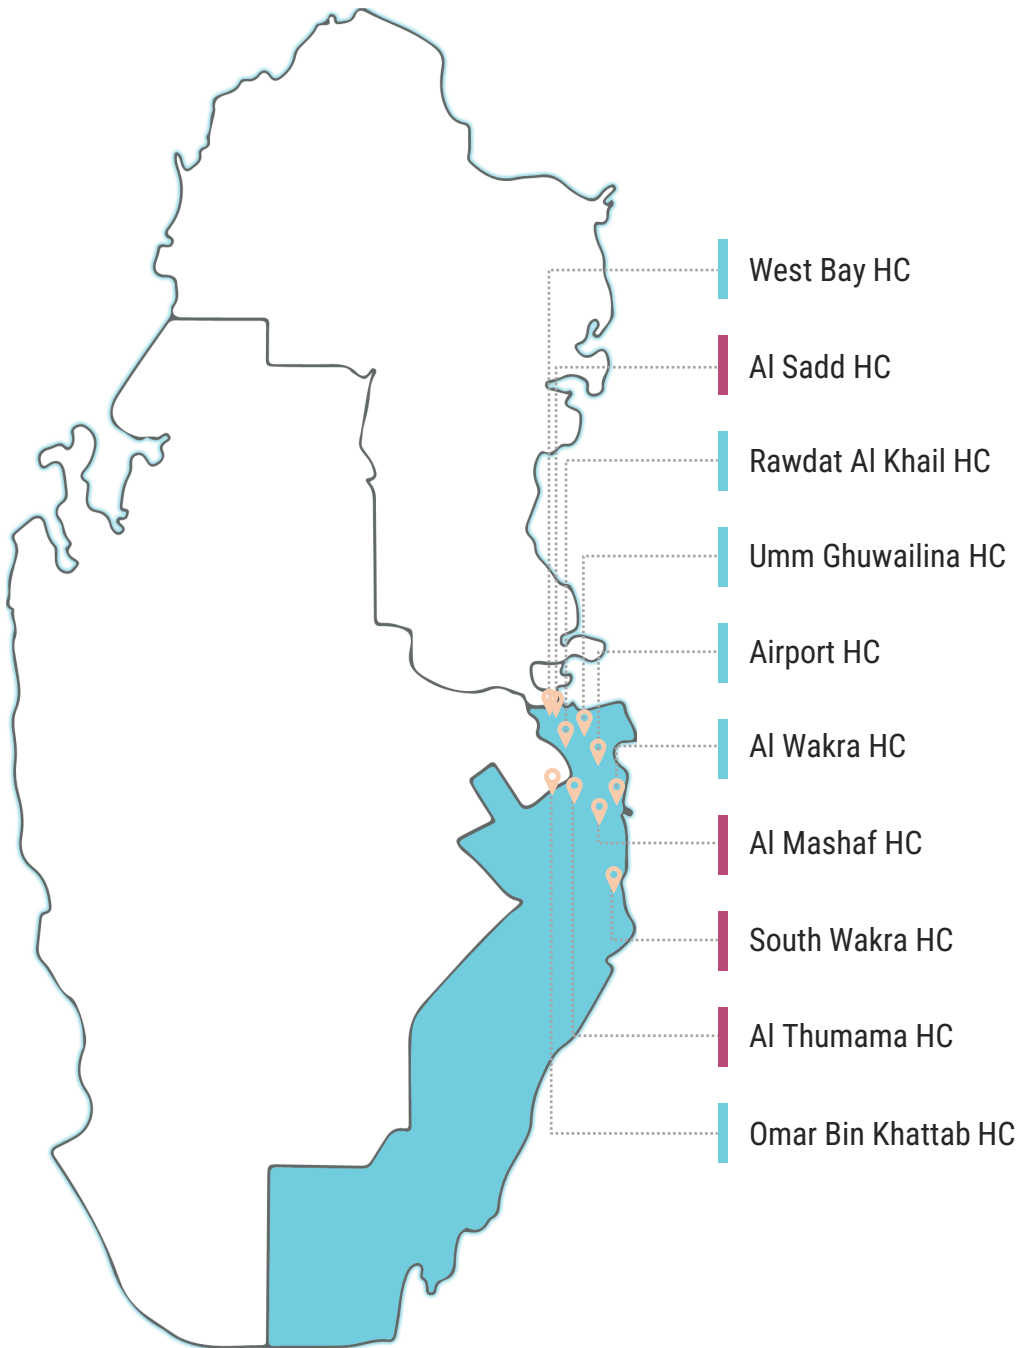 West Bay HC
Al Sadd HC
Rawdat Al Khail HC
Umm Ghuwailina HC
Airport HC
Al Wakra HC
Al Mashaf HC
South Wakra HC
Al Thumama HC
Omar Bin Khattab HC